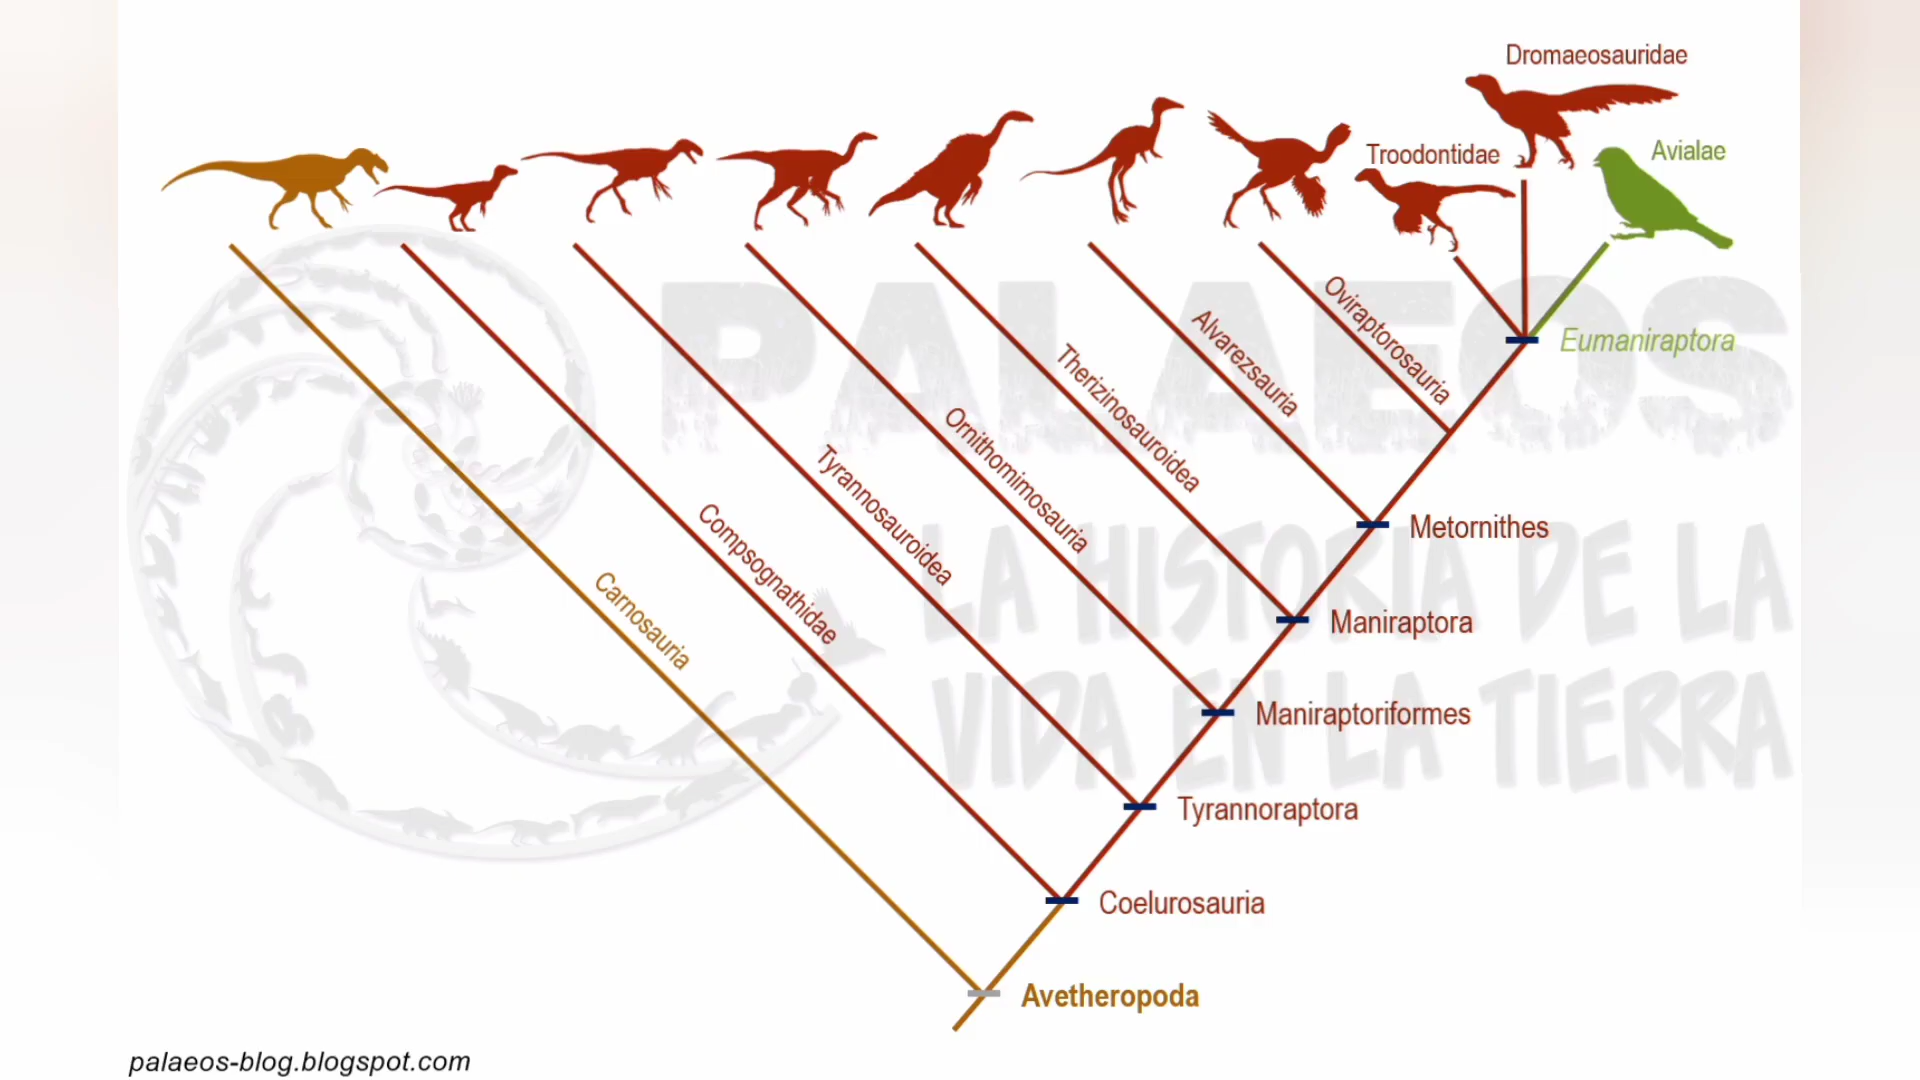 Dromaeosauridae
Troodontidae
Avialae
Oviraptorosauria
Eumaniraptora
Alvarezsauria
Therizinosauroidea
Ornithomimosauria
Tyrannosauroidea
Compsognathidae
Carnosauria
PALAEOS
LA HISTORIA DE LA
VIDA EN LA TIERRA
Metornithes
Maniraptora
Maniraptoriformes
Tyrannoraptora
Coelurosauria
Avetheropoda
palaeos-blog.blogspot.com